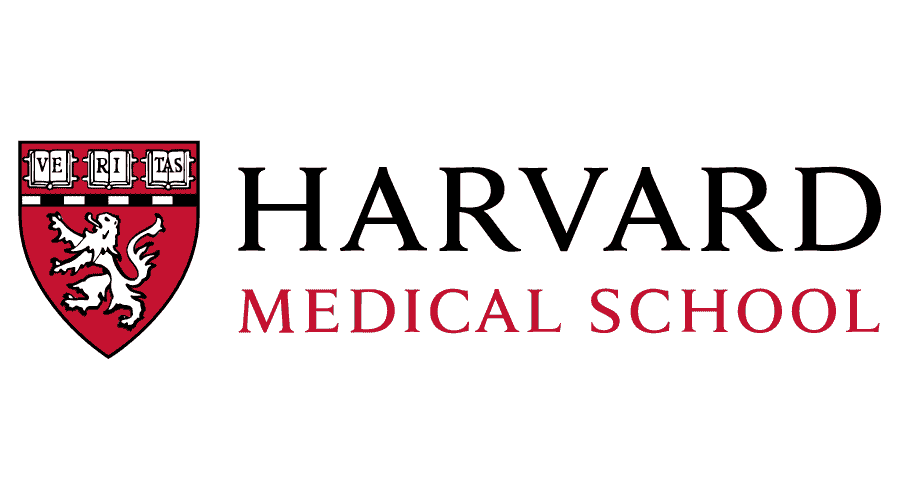 VE RI TAS
HARVARD
MEDICAL SCHOOL